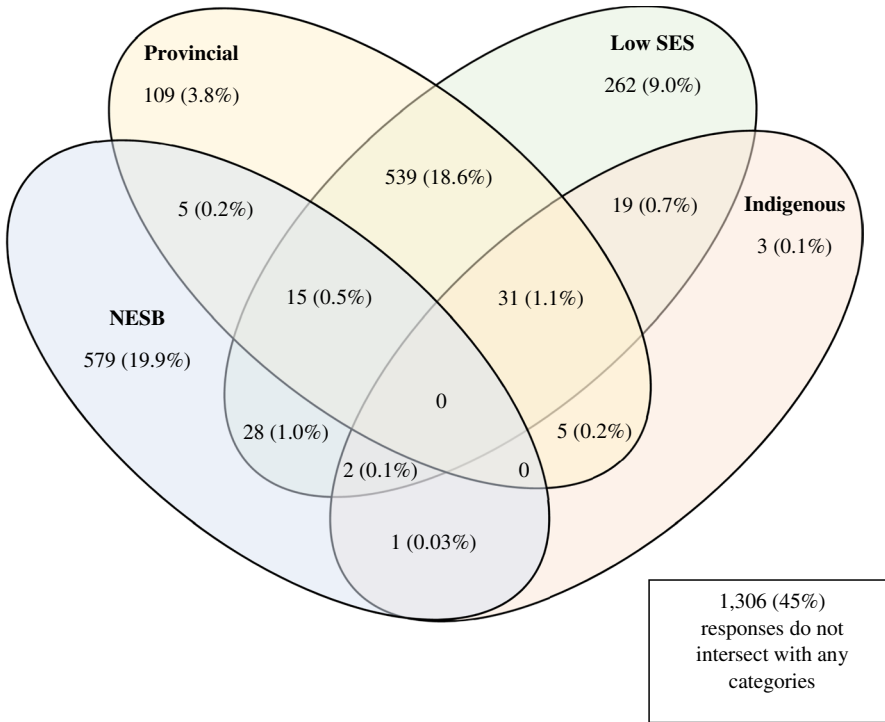 Provincial
109 (3.8%)
Low SES
262 (9.0%)
539 (18.6%)
5 (0.2%)
19 (0.7%)
Indigenous
3 (0.1%)
15 (0.5%)
31 (1.1%)
NESB
579 (19.9%)
0
28 (1.0%)
5 (0.2%)
2 (0.1%)
0
1 (0.03%)
1,306 (45%)
responses do not
intersect with any
categories